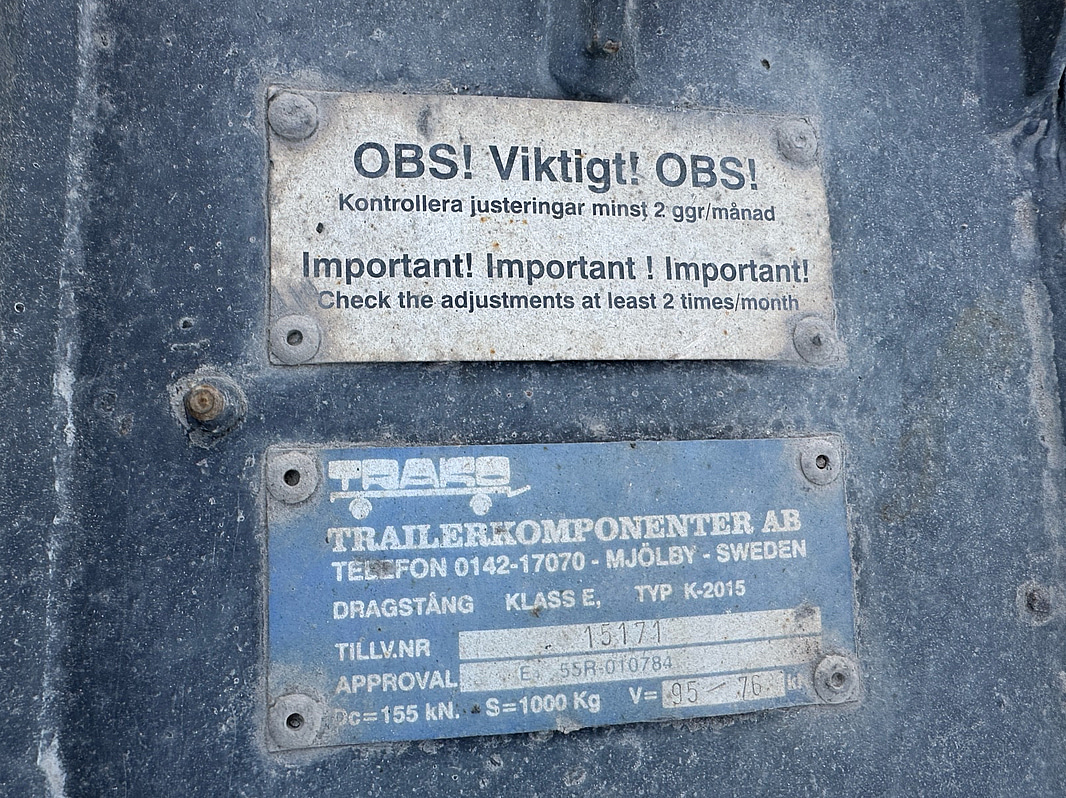 OBS! Viktigt! OBS!
Kontrollera justeringar minst 2 ggr/månad
Important! Important ! Important!
Check the adjustments at least 2 times/month
TRAKO
TRAILERKOMPONENTER AB
TELEFON 0142-17070 - MJÖLBY - SWEDEN
DRAGSTÅNG KLASS E, TYP K-2015
TILLV.NR 15171
APPROVAL 55R-010784
Dc=155 kN. S=1000 Kg V= 95 - 76